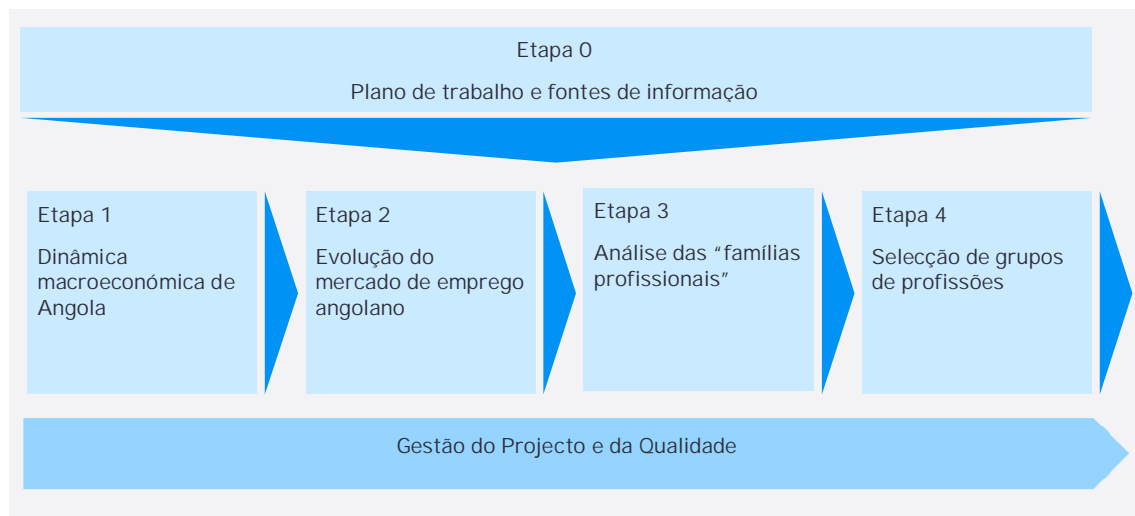 Etapa 0
Plano de trabalho e fontes de informação
Etapa 1
Dinâmica
macroeconómica de
Angola
Etapa 2
Evolução do
mercado de emprego
angolano
Etapa 3
Análise das “famílias
profissionais”
Etapa 4
Selecção de grupos
de profissões
Gestão do Projecto e da Qualidade